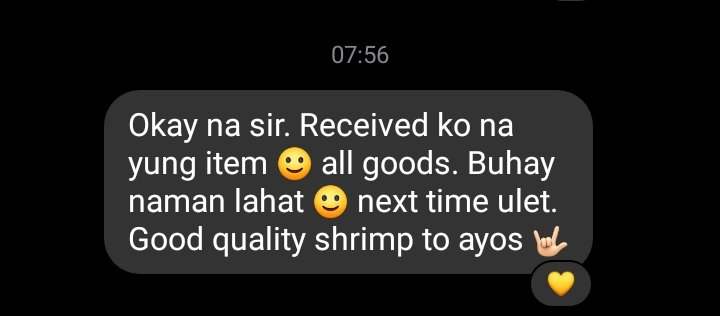 07:56
Okay na sir. Received ko na
yung item 🙂 all goods. Buhay
naman lahat 🙂 next time ulet.
Good quality shrimp to ayos 🤟🏻
💛